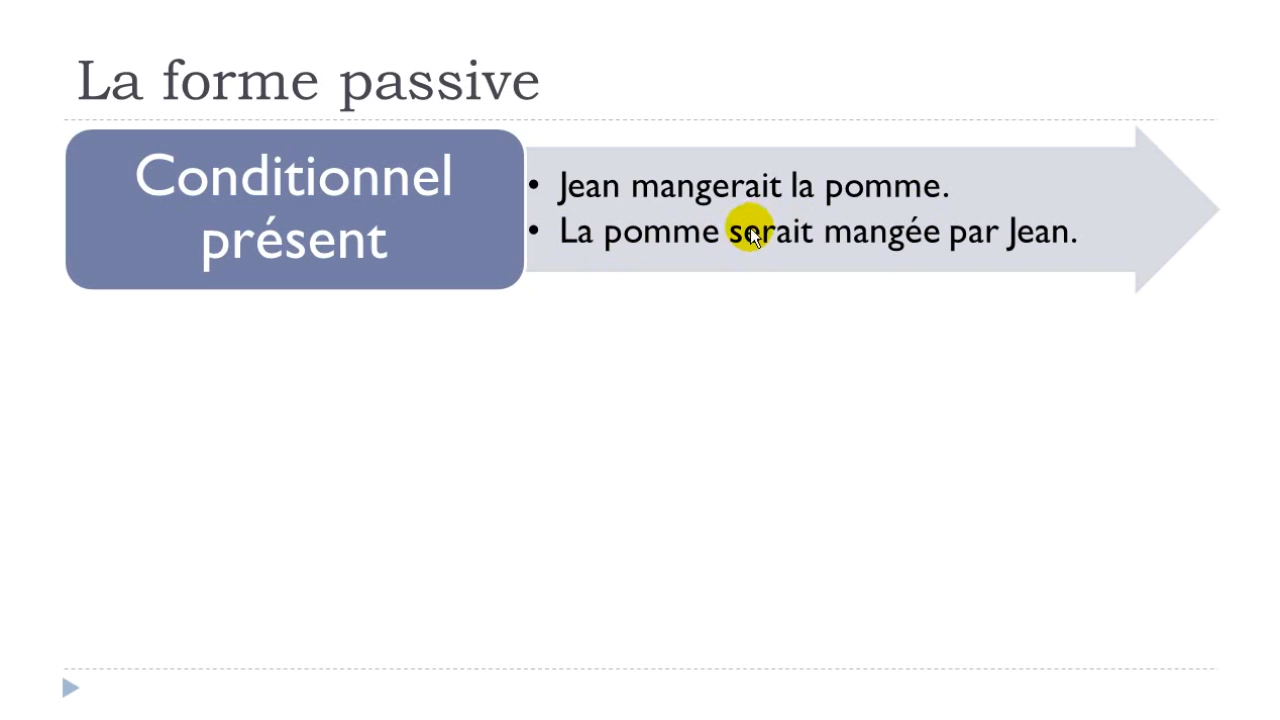 La forme passive
Conditionnel
présent
• Jean mangerait la pomme.
• La pomme serait mangée par Jean.